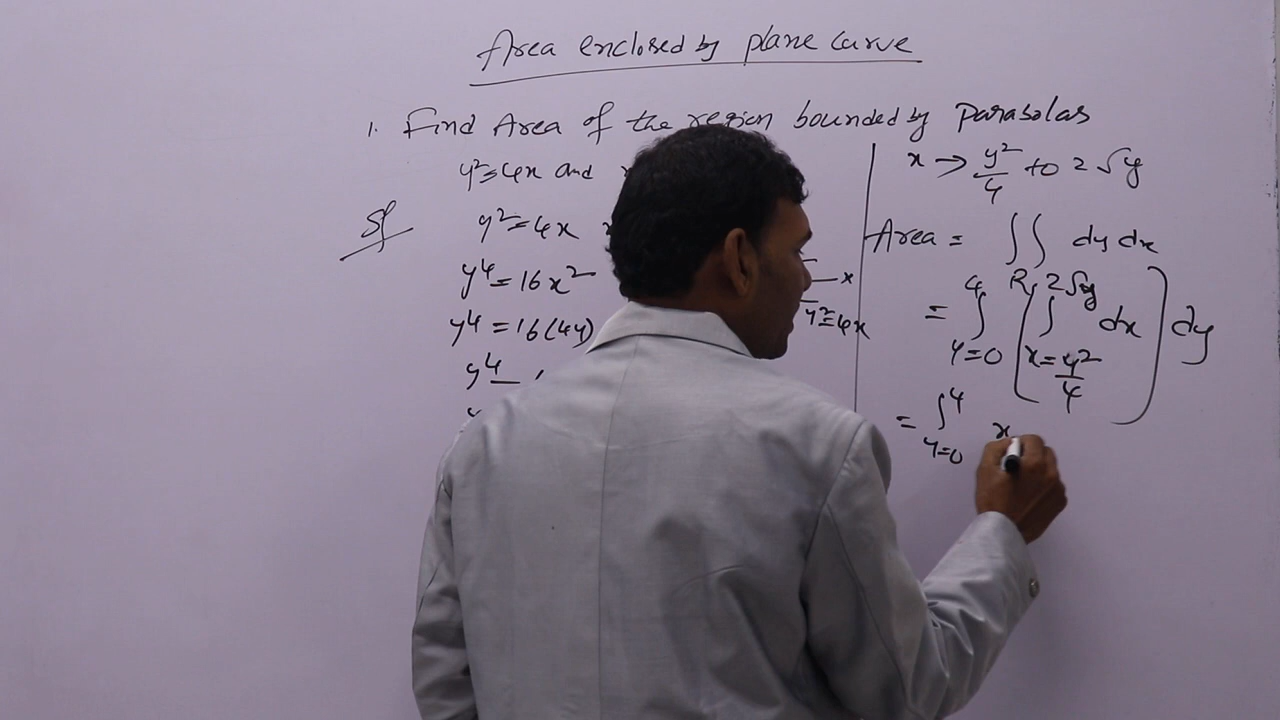 Area enclosed by plane curve
1. Find Area of the region bounded by parabolas
y²=4x and
Sol
y²=4x
y⁴=16x²
y⁴=16(4y)
y⁴
x
y²=4x
x → y²/4 to 2√y
Area = ∫∫ dy dx
R
= ∫ y=0 4 ( ∫ x=y²/4 2√y dx ) dy
= ∫ y=0 4 x